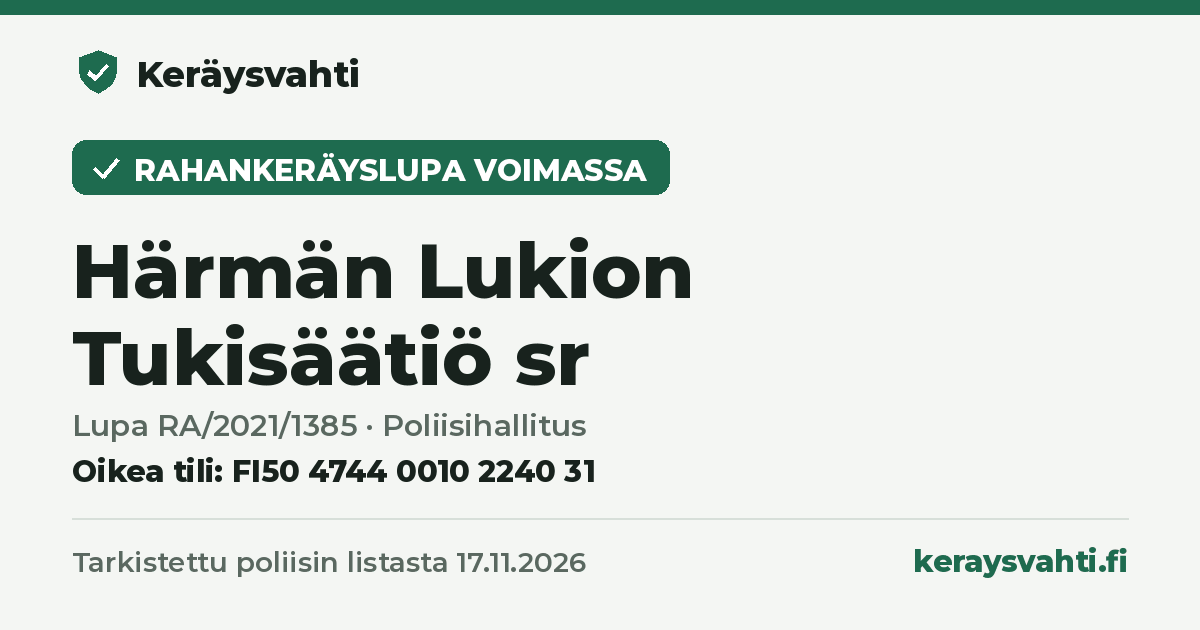 Keräysvahti
RAHANKERÄYSLUPA VOIMASSA
Härmän Lukion
Tukisäätiö sr
Lupa RA/2021/1385 · Poliisihallitus
Oikea tili: FI50 4744 0010 2240 31
Tarkistettu poliisin listasta 17.11.2026
keraysvahti.fi